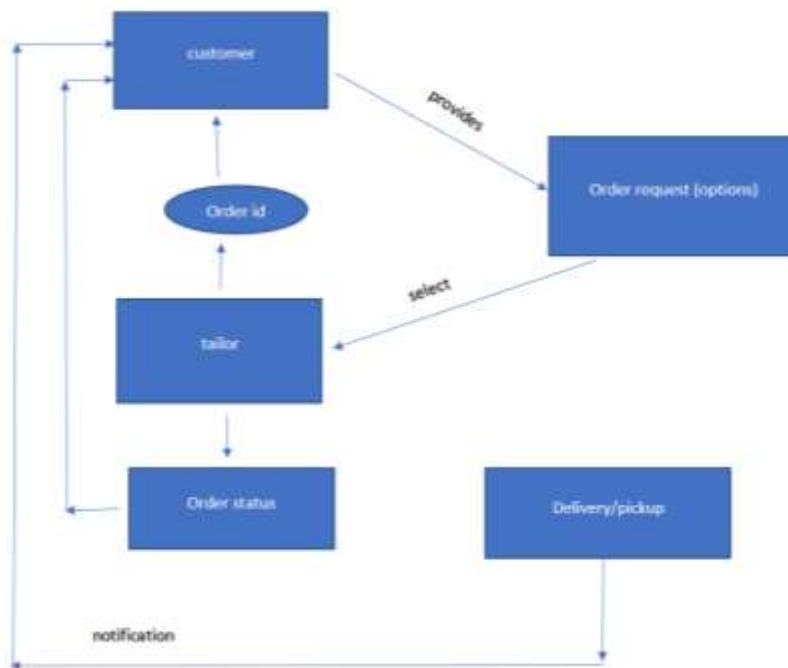 customer
provides
Order request (options)
Order id
select
tailor
Order status
Delivery/pickup
notification